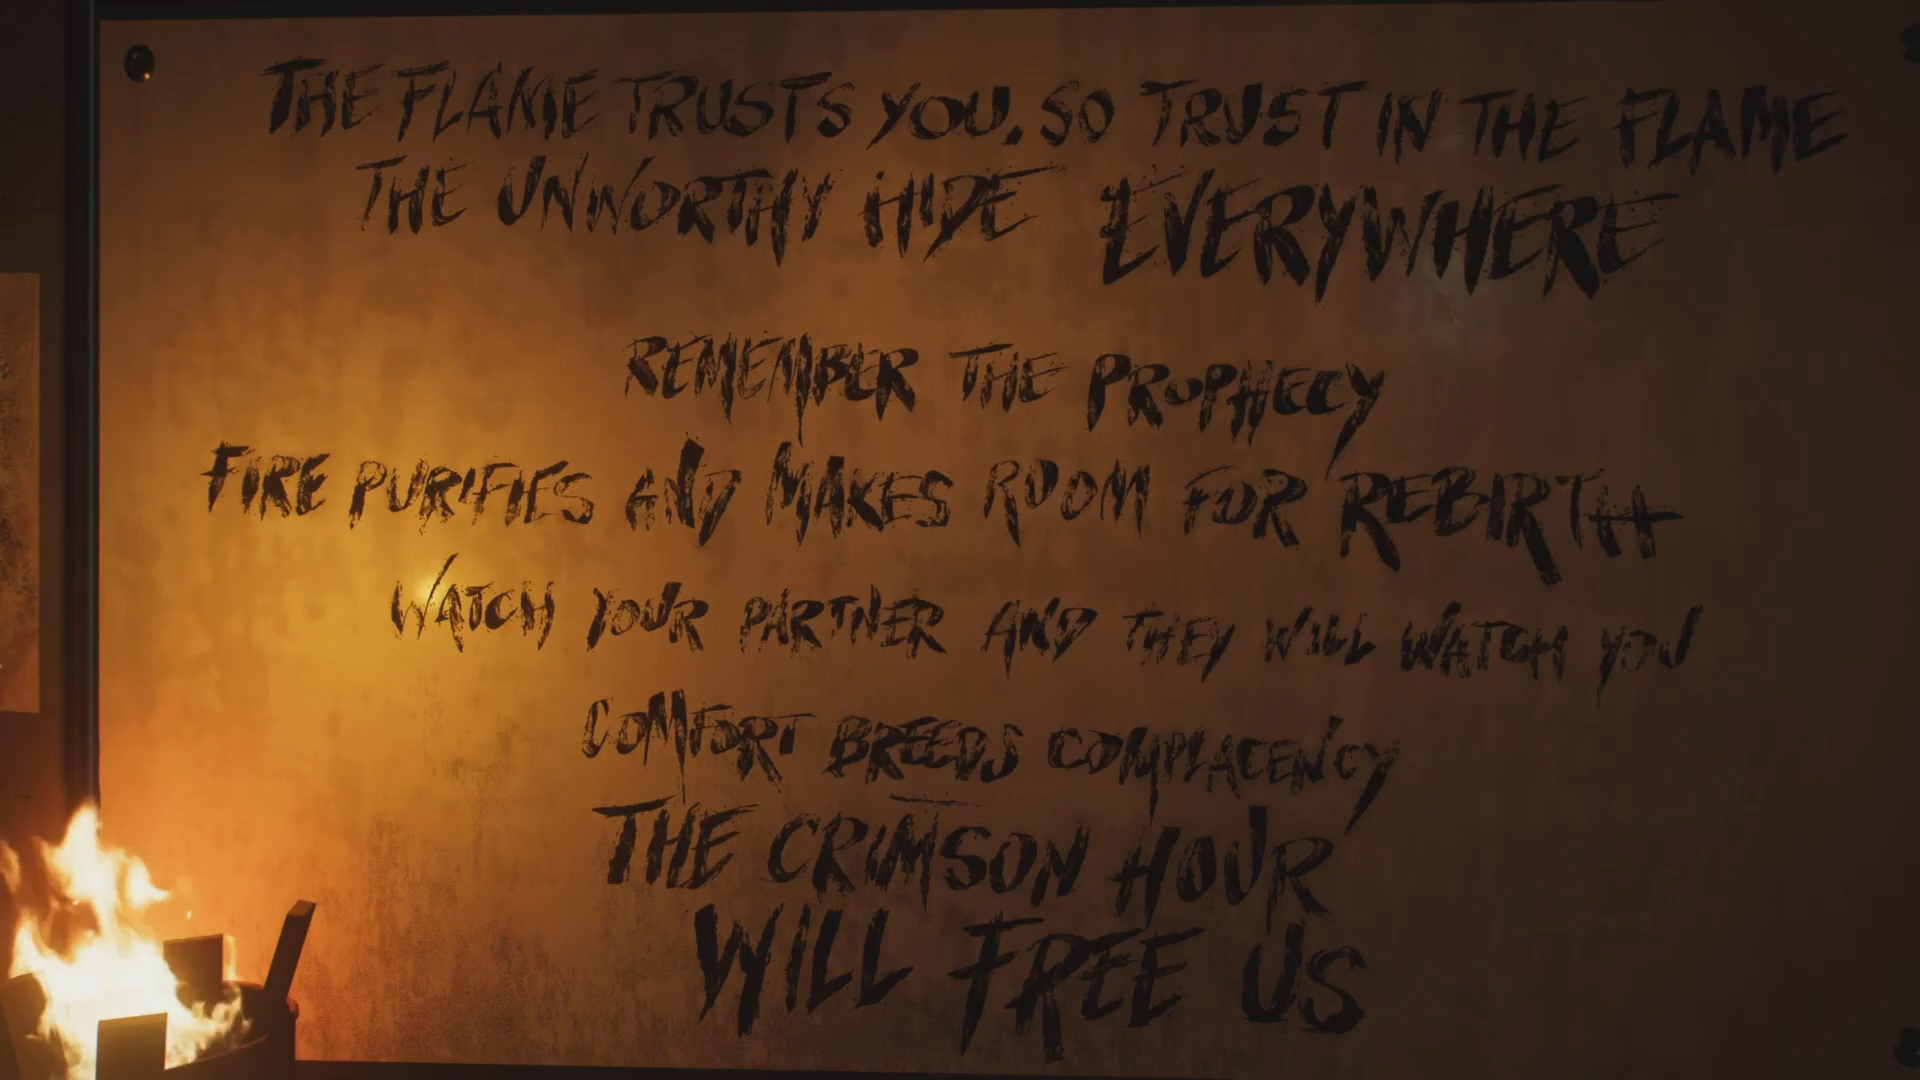 THE FLAME TRUSTS YOU, SO TRUST IN THE FLAME
THE UNWORTHY HIDE EVERYWHERE
REMEMBER THE PROPHECY
FIRE PURIFIES AND MAKES ROOM FOR REBIRTH
WATCH YOUR PARTNER AND THEY WILL WATCH YOU
COMFORT BREEDS COMPLACENCY
THE CRIMSON HOUR
WILL FREE US